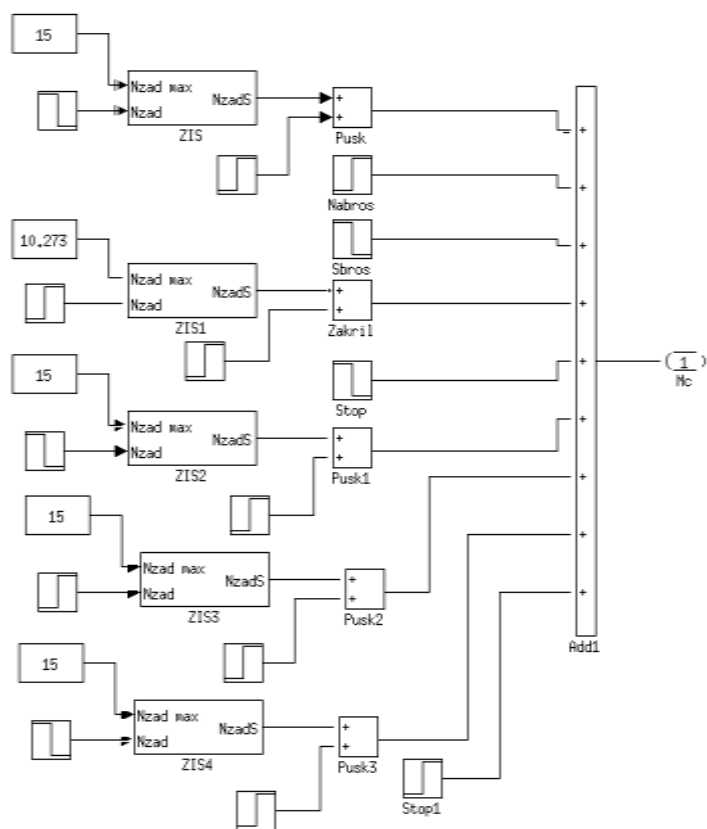 15
Nzad max
NzadS
Nzad
ZIS
+
+
Pusk
+
Nabros
+
Sbros
+
10.273
Nzad max
NzadS
Nzad
ZIS1
+
+
Zakril
+
15
Stop
+
(1)
Mc
Nzad max
NzadS
Nzad
ZIS2
+
+
Pusk1
+
15
Nzad max
NzadS
Nzad
ZIS3
+
+
Pusk2
+
+
+
Add1
15
Nzad max
NzadS
Nzad
ZIS4
+
+
Pusk3
Stop1